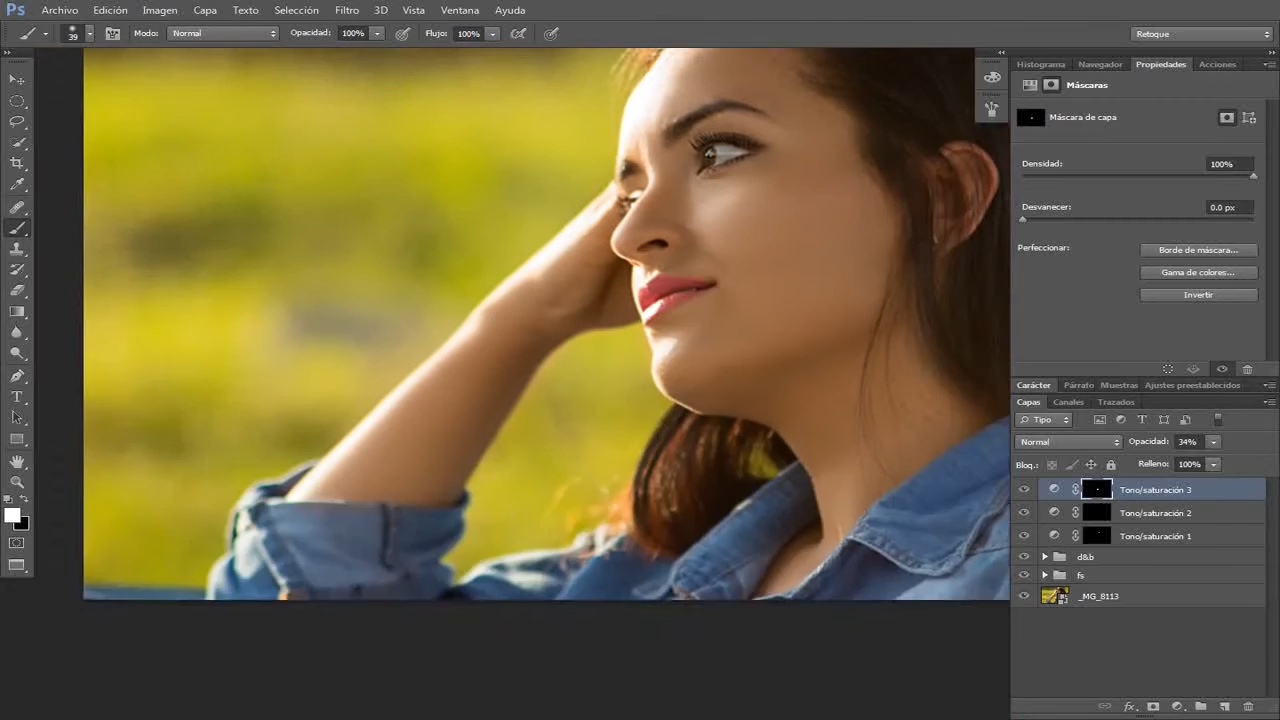 Ps Archivo Edición Imagen Capa Texto Selección Filtro 3D Vista Ventana Ayuda
39 Modo: Normal Opacidad: 100% Flujo: 100% Retoque
Histograma Navegador Propiedades Acciones
Máscaras
Máscara de capa
Densidad: 100%
Desvanecer: 0.0 px
Perfeccionar: Borde de máscara...
Gama de colores...
Invertir
Carácter Párrafo Muestras Ajustes preestablecidos
Capas Canales Trazados
Tipo
Normal Opacidad: 34%
Bloq.: Relleno: 100%
Tono/saturación 3
Tono/saturación 2
Tono/saturación 1
d&b
fs
_MG_8113